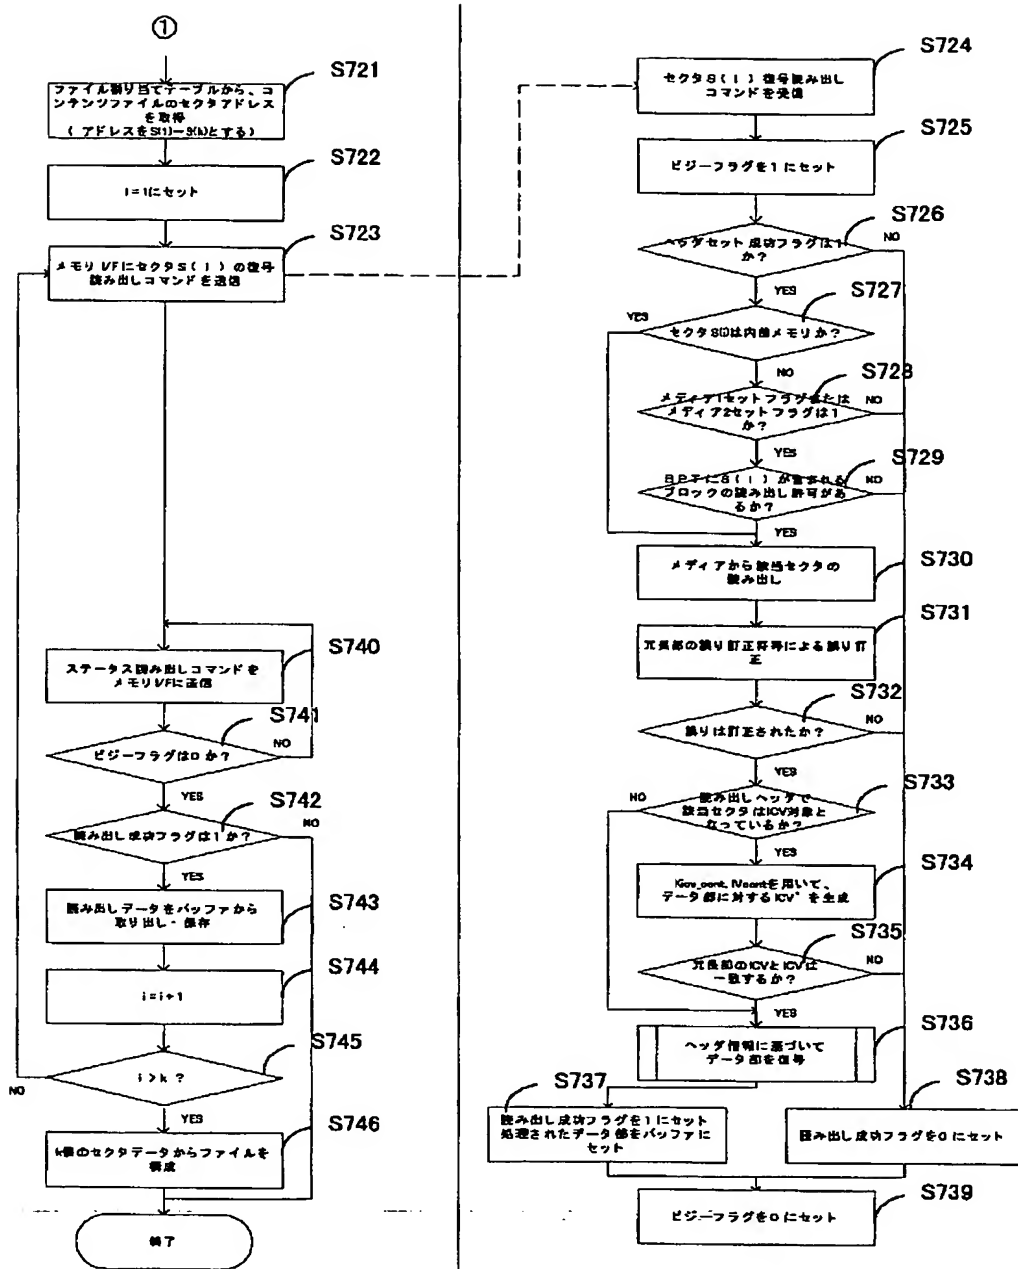 ①
S721
ファイル割り当てテーブルから、コ
ンテンツファイルのセクタアドレス
を取得
( アドレスをS(1)–S(k)とする)
S722
i=1にセット
S723
メモリI/FにセクタS(i)の復号
読み出しコマンドを送信
S740
ステータス読み出しコマンドを
メモリI/Fに送信
S741
ビジーフラグは0か?
NO
YES
S742
読み出し成功フラグは1か?
NO
YES
S743
読み出しデータをバッファから
取り出し・保存
S744
i=i+1
S745
i>k ?
NO
YES
S746
k個のセクタデータからファイルを
構成
終了
S724
セクタS(i)復号読み出し
コマンドを受信
S725
ビジーフラグを1にセット
S726
ヘッダセット成功フラグは1
か?
NO
YES
S727
セクタS(i)は内部メモリか?
YES
NO
S728
メディア1セットフラグまたは
メディア2セットフラグは1
か?
NO
YES
S729
BPTにS(i)が含まれる
ブロックの読み出し許可があ
るか?
NO
YES
S730
メディアから該当セクタの
読み出し
S731
冗長部の誤り訂正符号による誤り訂
正
S732
誤りは訂正されたか?
NO
YES
S733
読み出しヘッダで
該当セクタはICV対象と
なっているか?
NO
YES
S734
Kicv_cont, IVcontを用いて、
データ部に対するICV'を生成
S735
冗長部のICVとICVは
一致するか?
NO
YES
S736
ヘッダ情報に基づいて
データ部を復号
S737
読み出し成功フラグを1にセット
処理されたデータ部をバッファに
セット
S738
読み出し成功フラグを0にセット
S739
ビジーフラグを0にセット